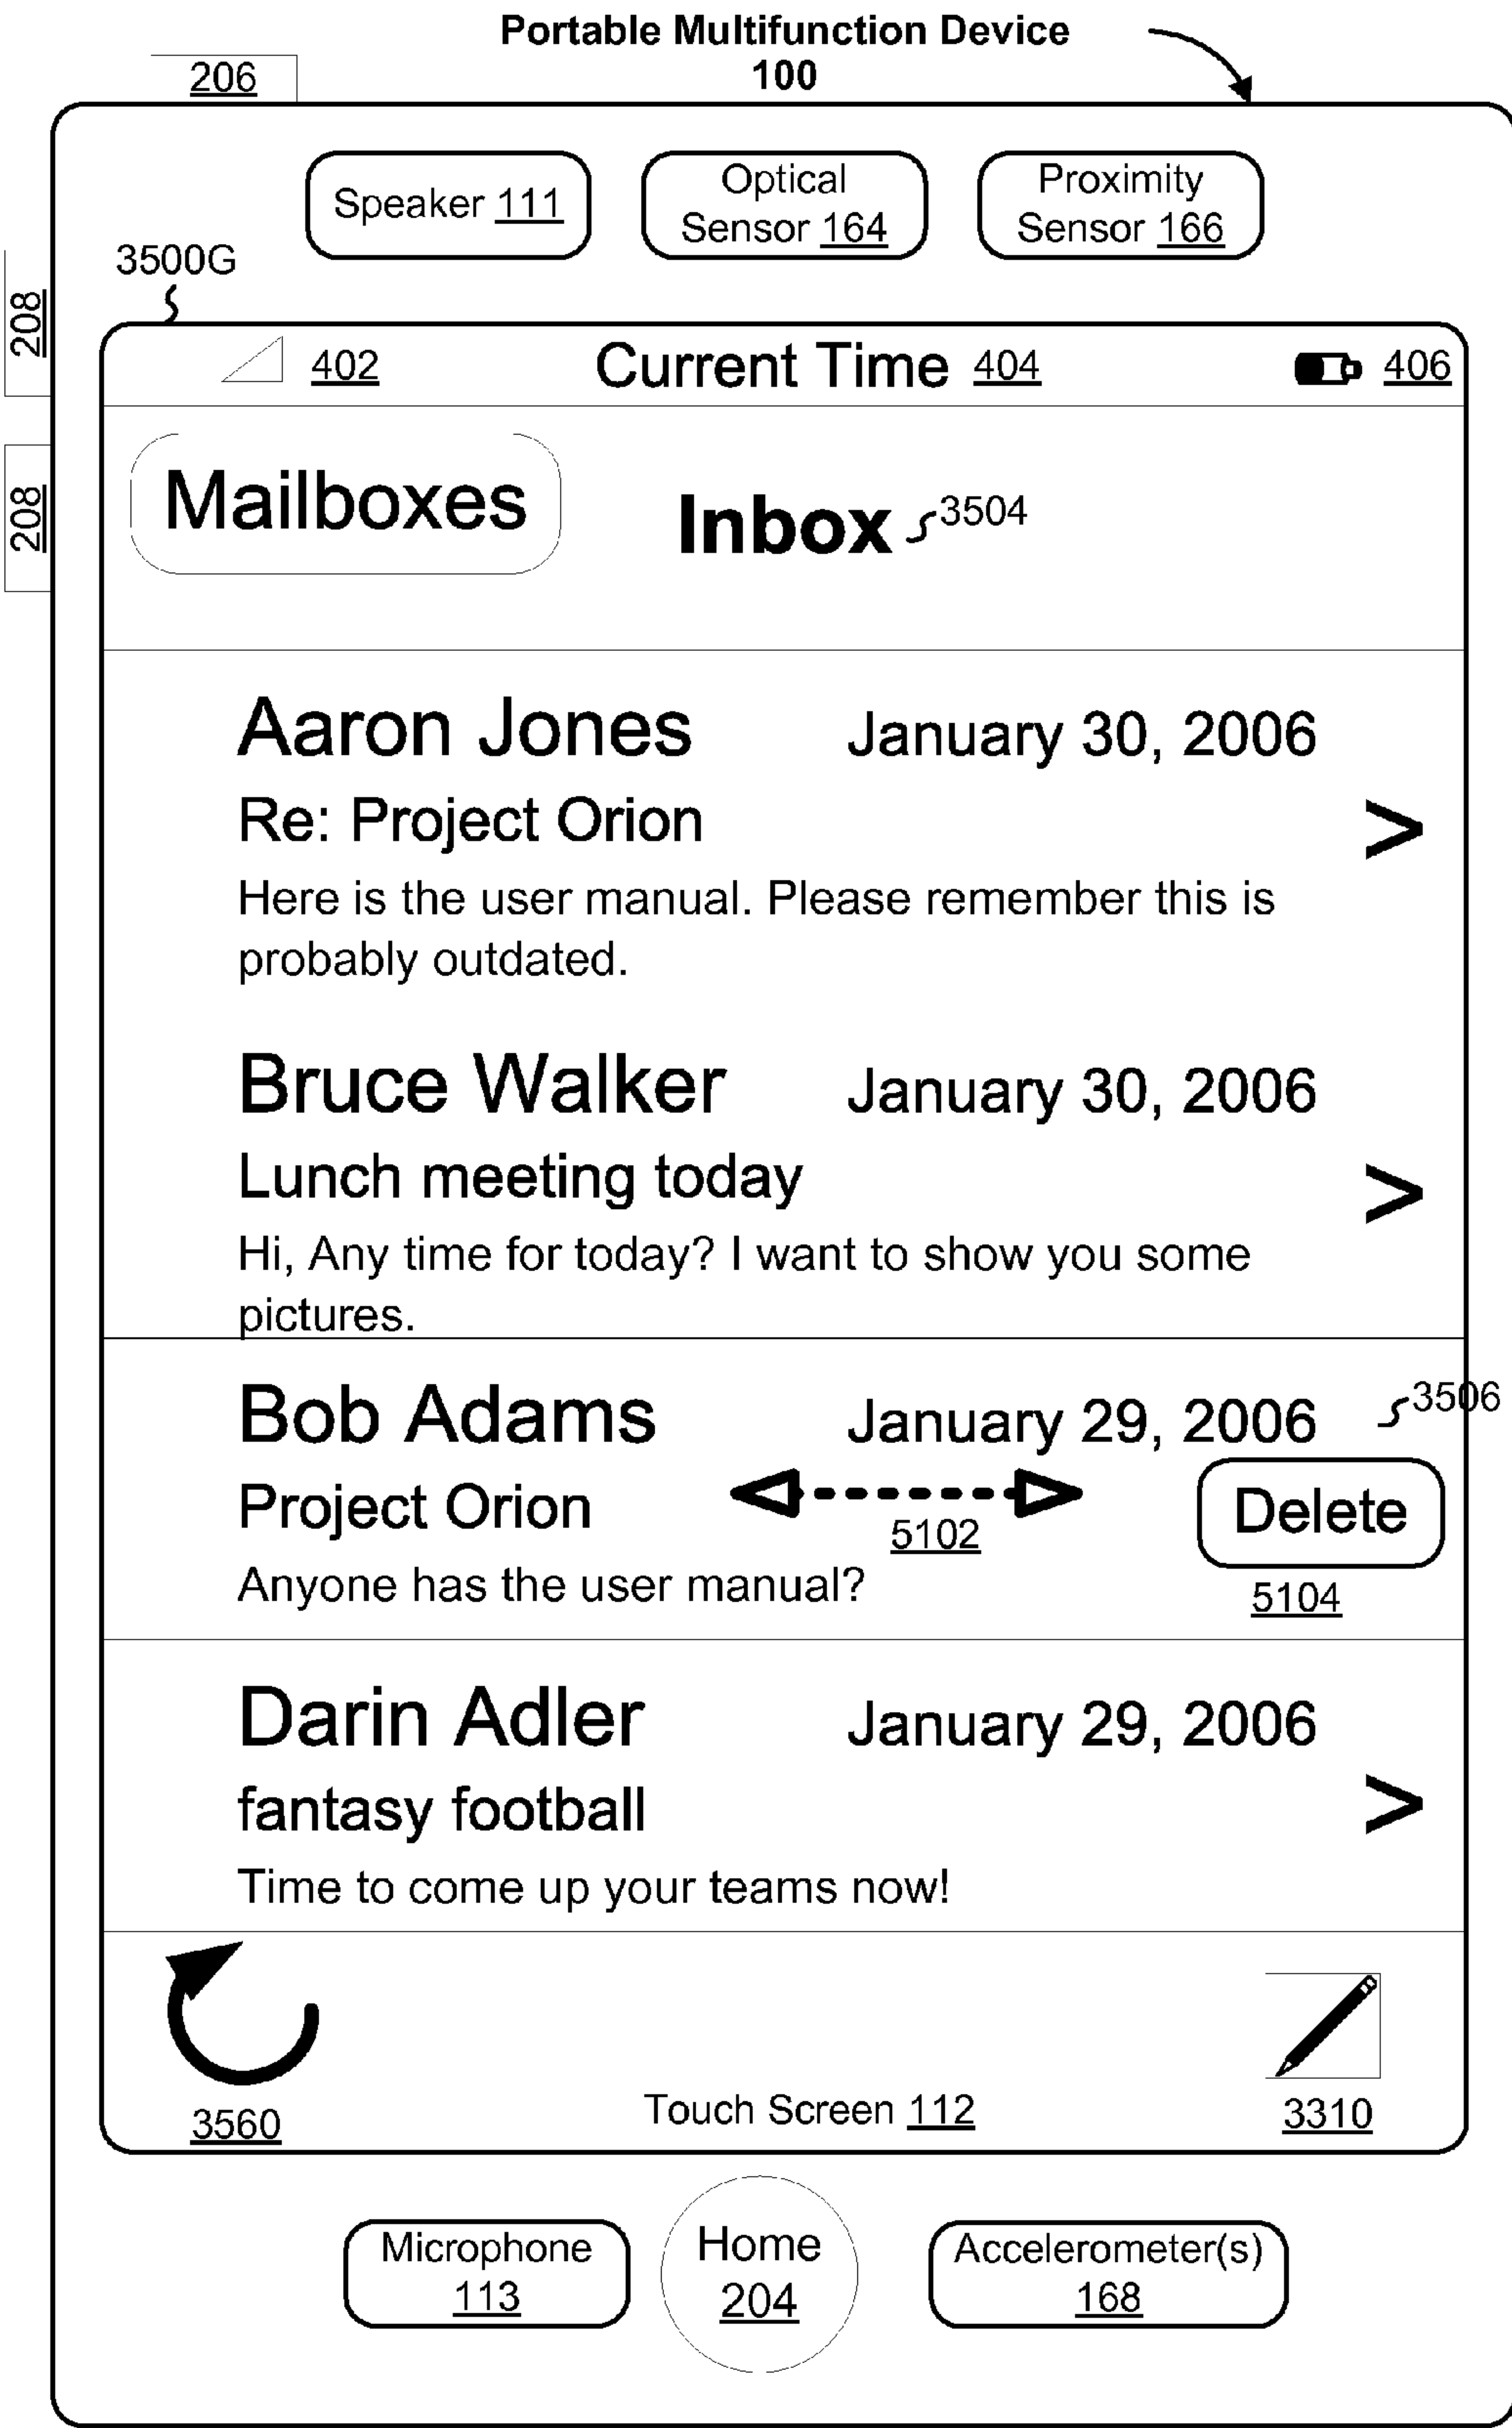 Portable Multifunction Device
100
206
Speaker 111
Optical
Sensor 164
Proximity
Sensor 166
3500G
208
208
402
Current Time 404
406
Mailboxes
Inbox
3504
Aaron Jones January 30, 2006
Re: Project Orion
>
Here is the user manual. Please remember this is
probably outdated.
Bruce Walker January 30, 2006
Lunch meeting today
>
Hi, Any time for today? I want to show you some
pictures.
Bob Adams January 29, 2006
3506
Project Orion
Delete
5102
Anyone has the user manual?
5104
Darin Adler January 29, 2006
fantasy football
>
Time to come up your teams now!
3560
Touch Screen 112
3310
Microphone
113
Home
204
Accelerometer(s)
168